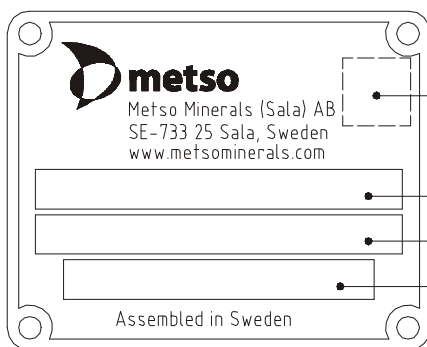 metso
Metso Minerals (Sala) AB
SE-733 25 Sala, Sweden
www.metsominerals.com
Assembled in Sweden